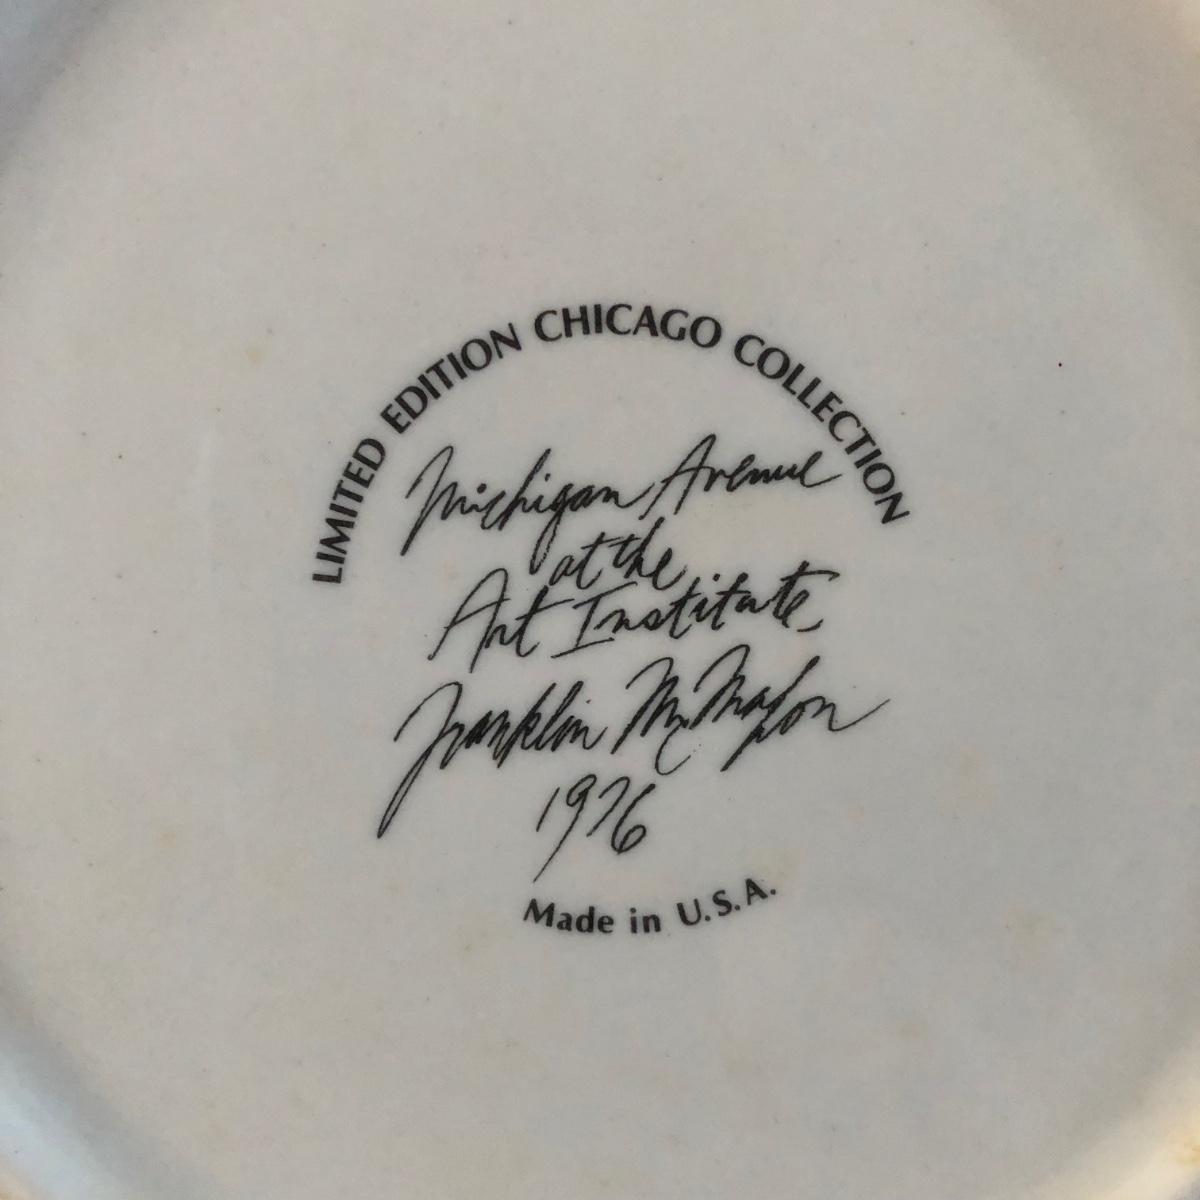 LIMITED EDITION CHICAGO COLLECTION
Michigan Avenue
at the
Art Institute,
Franklin McMahon
1976
Made in U.S.A.